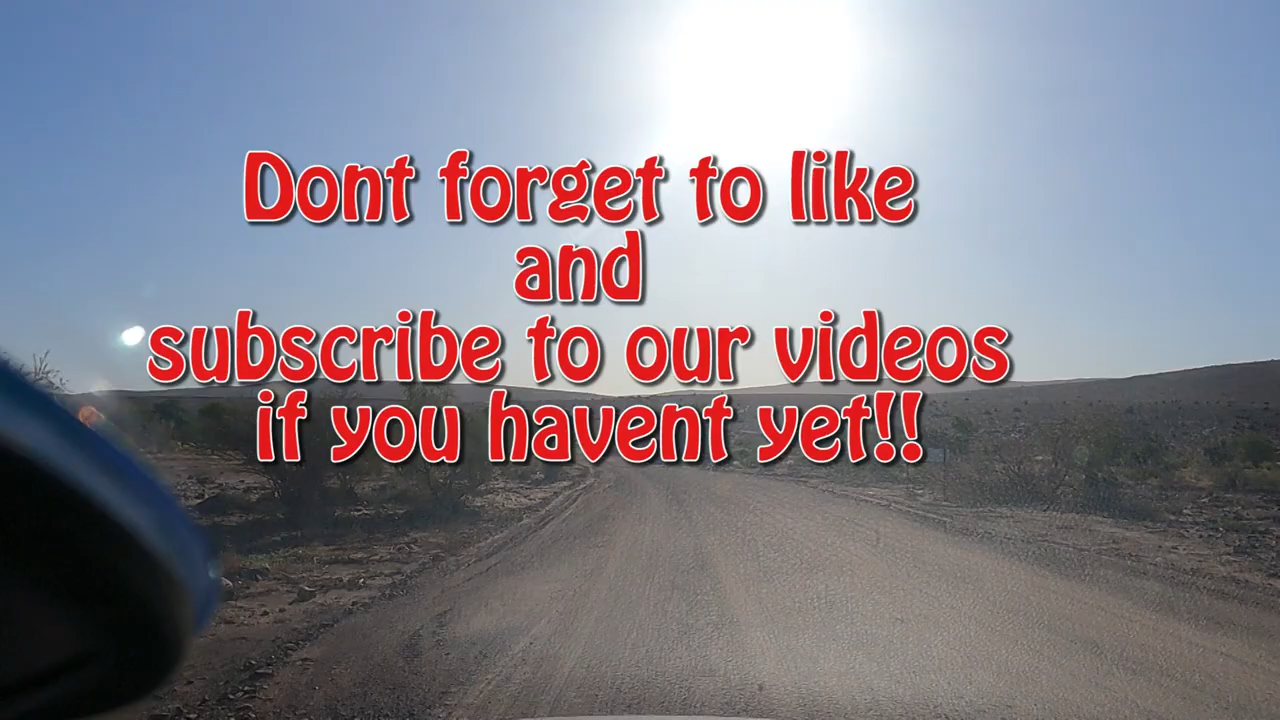 Dont forget to like
and
subscribe to our videos
if you havent yet!!